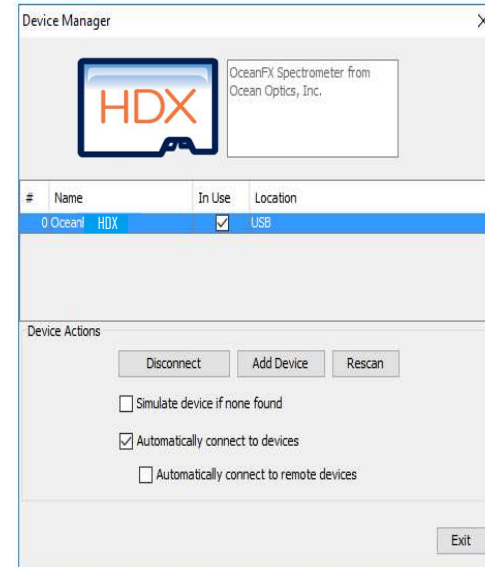 Device Manager
HDX
OceanFX Spectrometer from
Ocean Optics, Inc.
# Name In Use Location
0 Oceanl HDX USB
Device Actions
Disconnect Add Device Rescan
Simulate device if none found
Automatically connect to devices
Automatically connect to remote devices
Exit